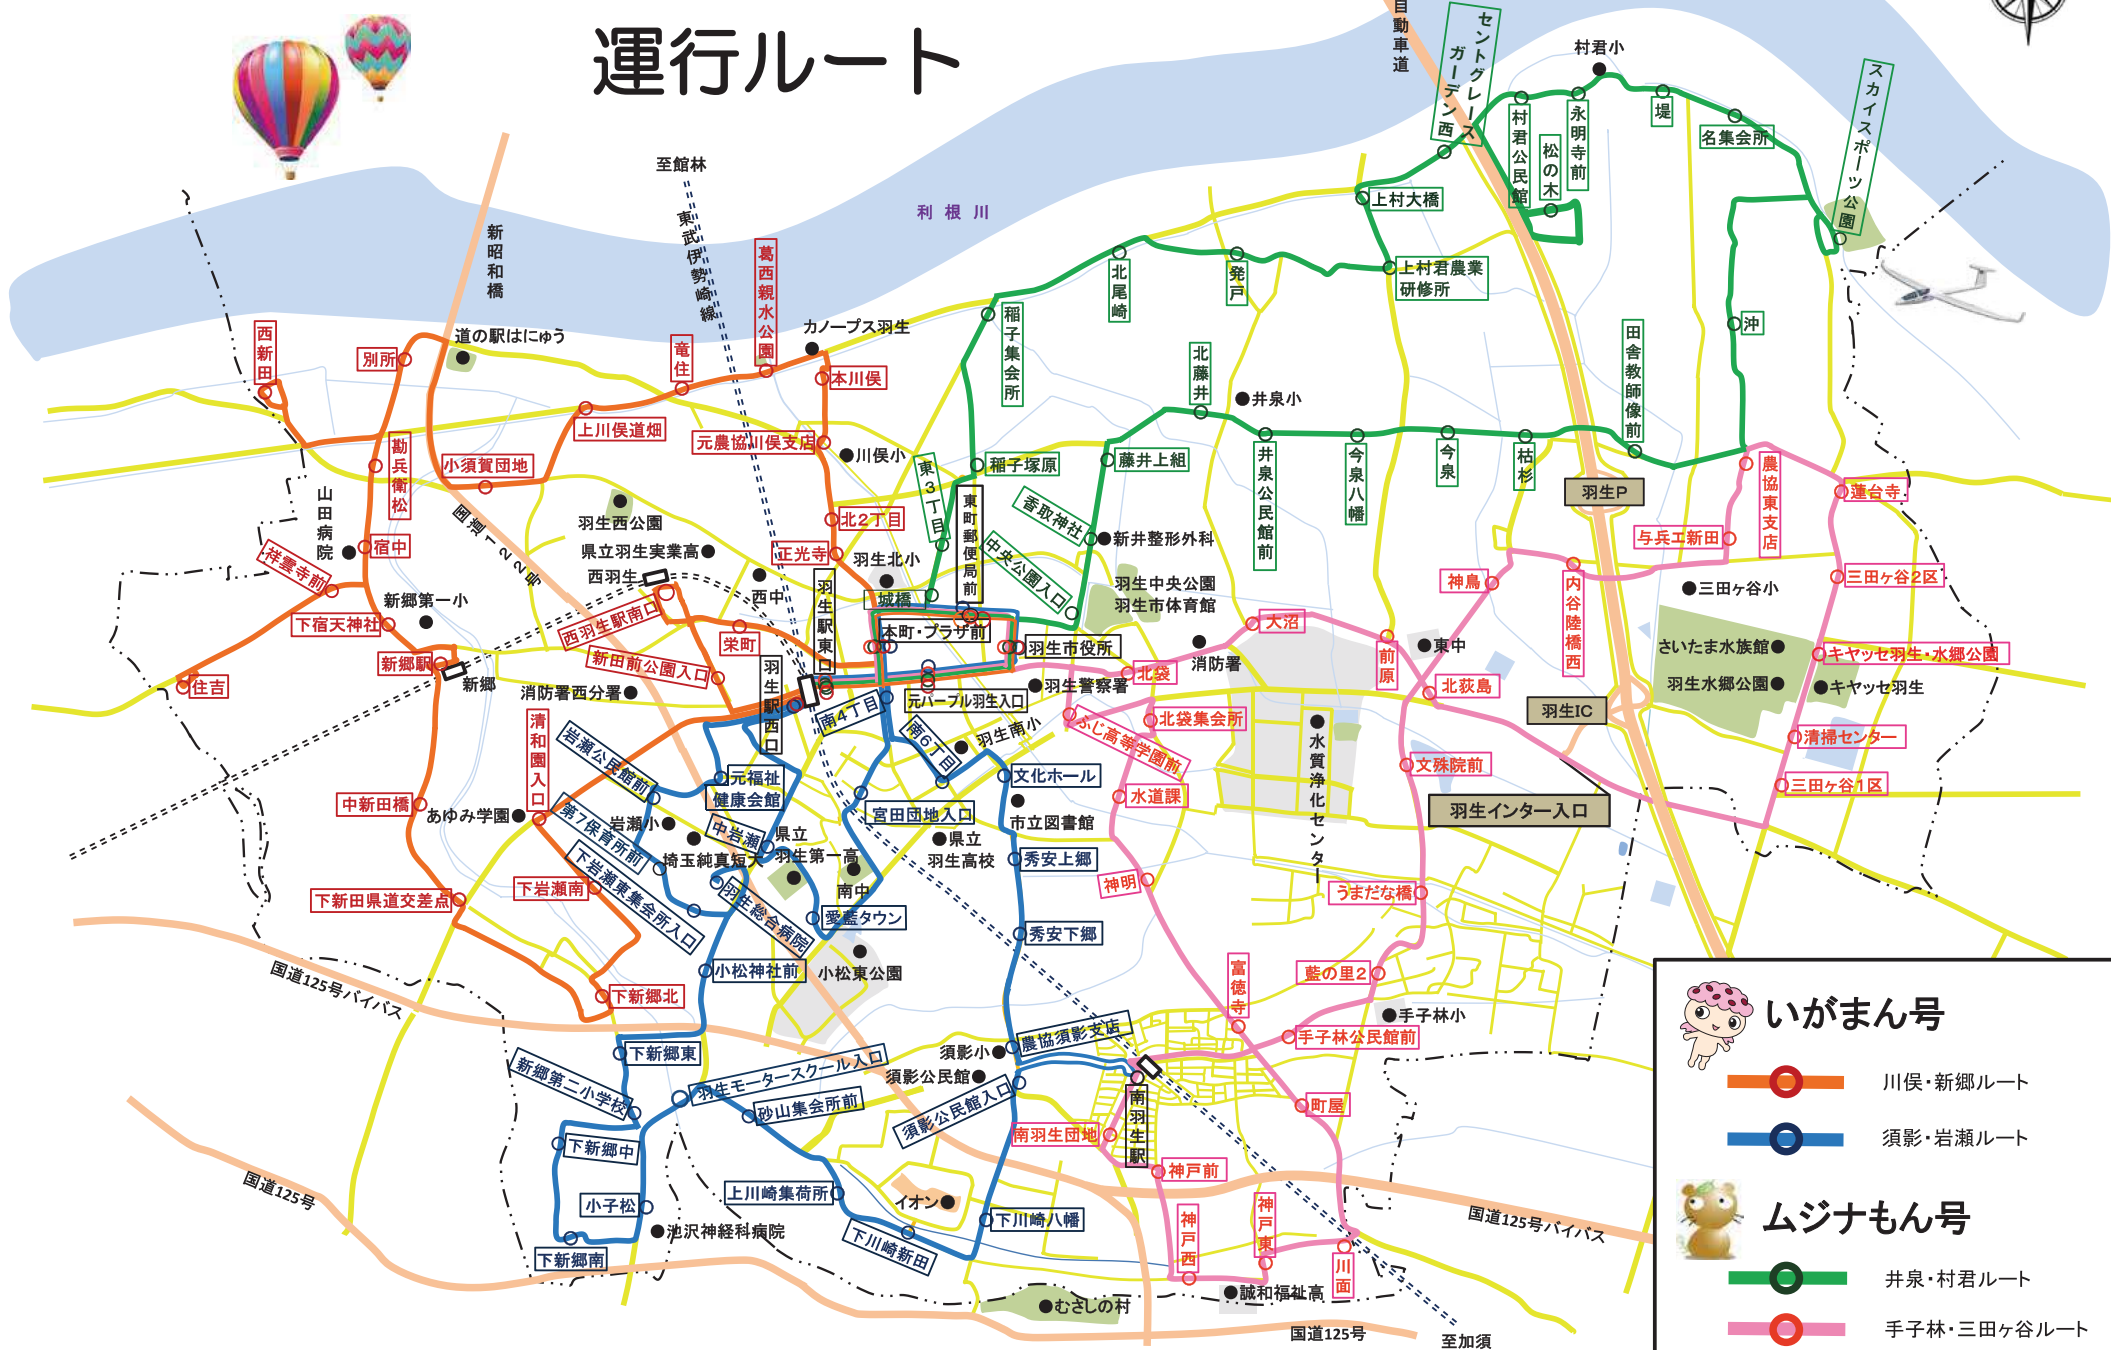 運行ルート
自動車道
セントグレース
ガーデン西
村君小
スカイスポーツ公園
村君公民館
永明寺前
松の木
堤
名集会所
至館林
東武伊勢崎線
利根川
上村大橋
新昭和橋
葛西親水公園
北尾崎
発戸
上村君農業
研修所
沖
西新田
別所
道の駅はにゅう
竜住
カノープス羽生
本川俣
稲子集会所
北藤井
井泉小
田舎教師像前
上川俣道畑
元農協川俣支店
川俣小
勘兵衛松
小須賀団地
東3丁目
稲子塚原
藤井上組
井泉公民館前
今泉八幡
今泉
枯杉
農協東支店
蓮台寺
羽生P
山田病院
国道122号
羽生西公園
北2丁目
東町郵便局前
香取神社
新井整形外科
与兵エ新田
宿中
祥雲寺前
県立羽生実業高
西羽生
正光寺
羽生北小
中央公園入口
羽生中央公園
羽生市体育館
神鳥
内谷陸橋西
三田ヶ谷2区
三田ヶ谷小
新郷第一小
下宿天神社
西羽生駅南口
西中
羽生駅東口
城橋
本町・プラザ前
羽生市役所
大沼
前原
東中
さいたま水族館
キヤッセ羽生・水郷公園
新郷駅
新郷
住吉
栄町
新田前公園入口
消防署西分署
羽生駅西口
元パープル羽生入口
羽生警察署
北袋
消防署
北荻島
羽生水郷公園
キヤッセ羽生
清和園入口
南4丁目
南6丁目
羽生南小
ふじ高等学園前
北袋集会所
羽生IC
清掃センター
岩瀬公民館前
元福祉
健康会館
文化ホール
水質浄化センター
文殊院前
三田ヶ谷1区
中新田橋
あゆみ学園
第7保育所前
岩瀬小
中岩瀬
県立
羽生第一高
宮田団地入口
市立図書館
水道課
羽生インター入口
県立
羽生高校
埼玉純真短大
下岩瀬東集会所入口
下岩瀬南
羽生総合病院
南中
秀安上郷
神明
うまだな橋
下新田県道交差点
愛藍タウン
秀安下郷
国道125号バイパス
小松神社前
小松東公園
富徳寺
藍の里2
下新郷北
手子林小
下新郷東
農協須影支店
須影小
手子林公民館前
新郷第二小学校
羽生モータースクール入口
須影公民館
砂山集会所前
須影公民館入口
南羽生駅
町屋
南羽生団地
下新郷中
神戸前
国道125号
小子松
上川崎集荷所
イオン
下川崎八幡
神戸西
神戸東
国道125号バイパス
池沢神経科病院
下川崎新田
下新郷南
川面
むさしの村
誠和福祉高
国道125号
至加須
いがまん号
川俣・新郷ルート
須影・岩瀬ルート
ムジナもん号
井泉・村君ルート
手子林・三田ヶ谷ルート